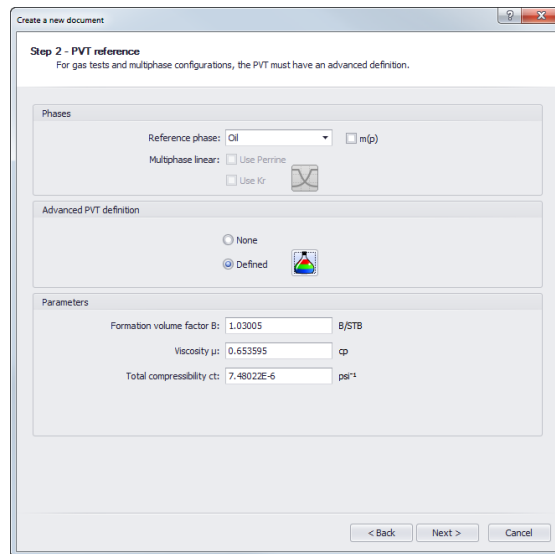 Create a new document
Step 2 - PVT reference
For gas tests and multiphase configurations, the PVT must have an advanced definition.
Phases
Reference phase: Oil m(p)
Multiphase linear: Use Perrine
Use Kr
Advanced PVT definition
None
Defined
Parameters
Formation volume factor B: 1.03005 B/STB
Viscosity μ: 0.653595 cp
Total compressibility ct: 7.48022E-6 psi⁻¹
< Back Next > Cancel